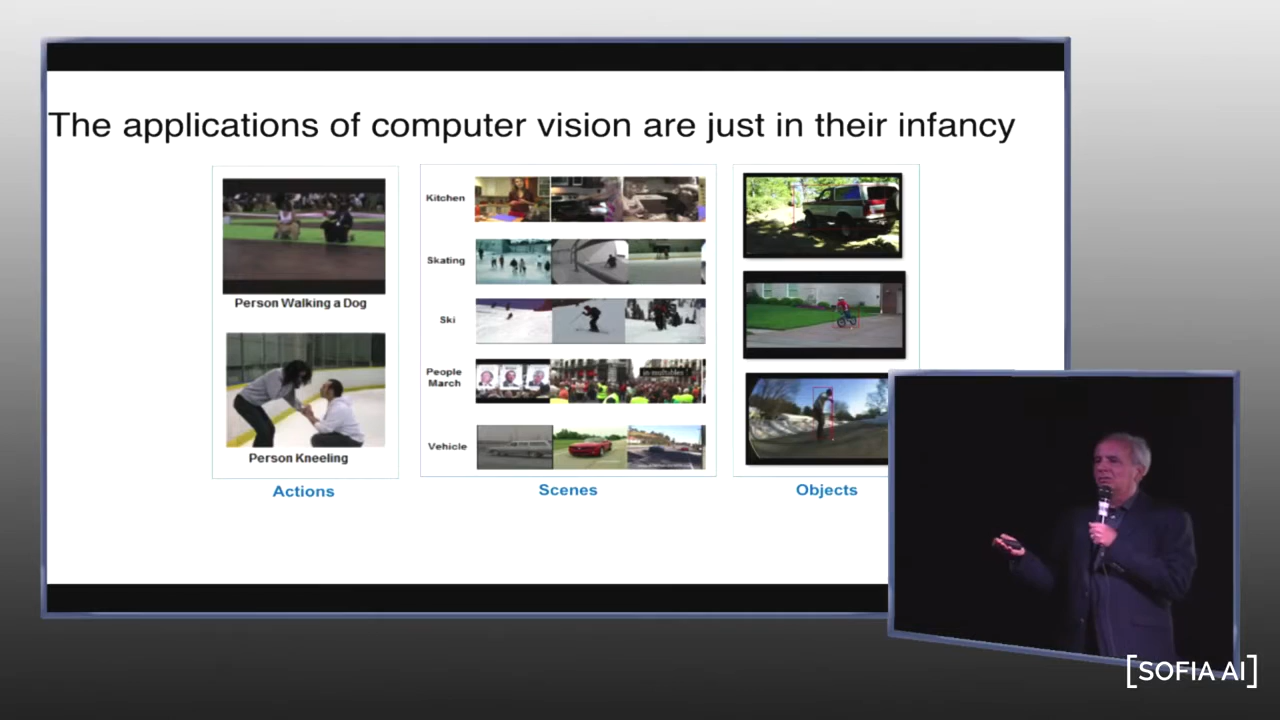 The applications of computer vision are just in their infancy
Person Walking a Dog
Person Kneeling
Actions
Kitchen
Skating
Ski
People
March
Vehicle
Scenes
Objects
[SOFIA AI]